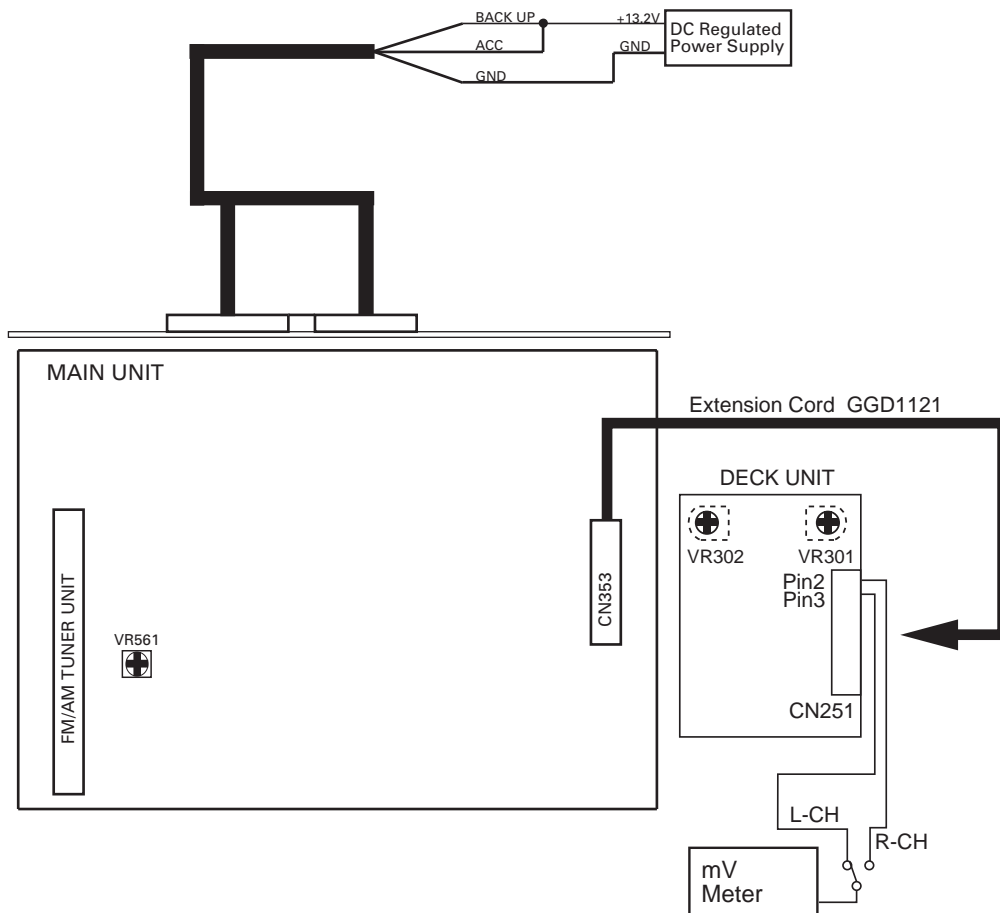 BACK UP
+13.2V
DC Regulated
Power Supply
ACC
GND
GND
MAIN UNIT
Extension Cord GGD1121
DECK UNIT
VR302
VR301
Pin2
Pin3
CN353
FM/AM TUNER UNIT
VR561
CN251
L-CH
R-CH
mV
Meter